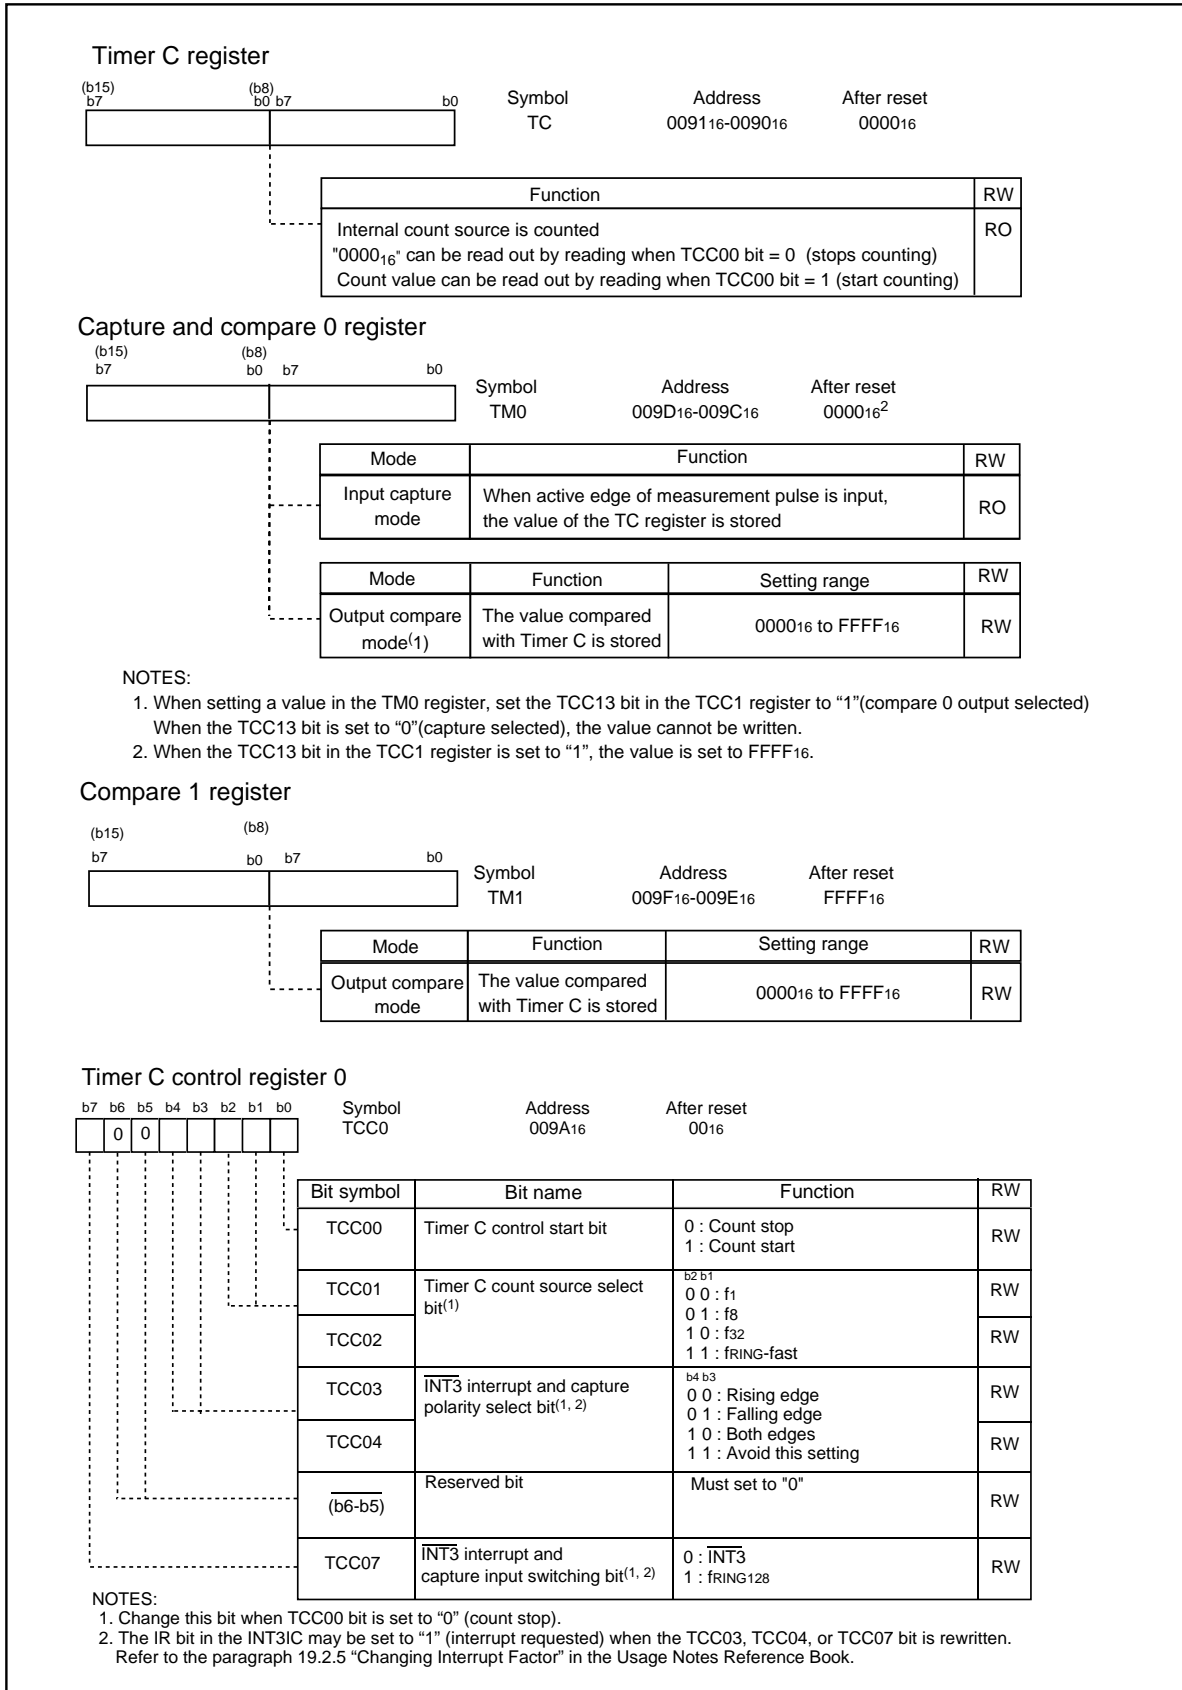 Timer C register
(b15) (b8)
b7 b0 b7 b0
Symbol Address After reset
TC 009116-009016 000016
Function RW
Internal count source is counted RO
"000016" can be read out by reading when TCC00 bit = 0 (stops counting)
Count value can be read out by reading when TCC00 bit = 1 (start counting)
Capture and compare 0 register
(b15) (b8)
b7 b0 b7 b0
Symbol Address After reset
TM0 009D16-009C16 0000162
Mode Function RW
Input capture mode When active edge of measurement pulse is input, the value of the TC register is stored RO
Mode Function Setting range RW
Output compare mode(1) The value compared with Timer C is stored 000016 to FFFF16 RW
NOTES:
1. When setting a value in the TM0 register, set the TCC13 bit in the TCC1 register to “1”(compare 0 output selected)
When the TCC13 bit is set to “0”(capture selected), the value cannot be written.
2. When the TCC13 bit in the TCC1 register is set to “1”, the value is set to FFFF16.
Compare 1 register
(b15) (b8)
b7 b0 b7 b0
Symbol Address After reset
TM1 009F16-009E16 FFFF16
Mode Function Setting range RW
Output compare mode The value compared with Timer C is stored 000016 to FFFF16 RW
Timer C control register 0
b7 b6 b5 b4 b3 b2 b1 b0
0 0
Symbol Address After reset
TCC0 009A16 0016
Bit symbol Bit name Function RW
TCC00 Timer C control start bit 0 : Count stop RW
1 : Count start
TCC01 Timer C count source select bit(1) b2 b1 RW
0 0 : f1
0 1 : f8
TCC02 1 0 : f32 RW
1 1 : fRING-fast
TCC03 INT3 interrupt and capture polarity select bit(1, 2) b4 b3 RW
0 0 : Rising edge
0 1 : Falling edge
TCC04 1 0 : Both edges RW
1 1 : Avoid this setting
(b6-b5) Reserved bit Must set to "0" RW
TCC07 INT3 interrupt and capture input switching bit(1, 2) 0 : INT3 RW
1 : fRING128
NOTES:
1. Change this bit when TCC00 bit is set to “0” (count stop).
2. The IR bit in the INT3IC may be set to “1” (interrupt requested) when the TCC03, TCC04, or TCC07 bit is rewritten.
Refer to the paragraph 19.2.5 “Changing Interrupt Factor” in the Usage Notes Reference Book.